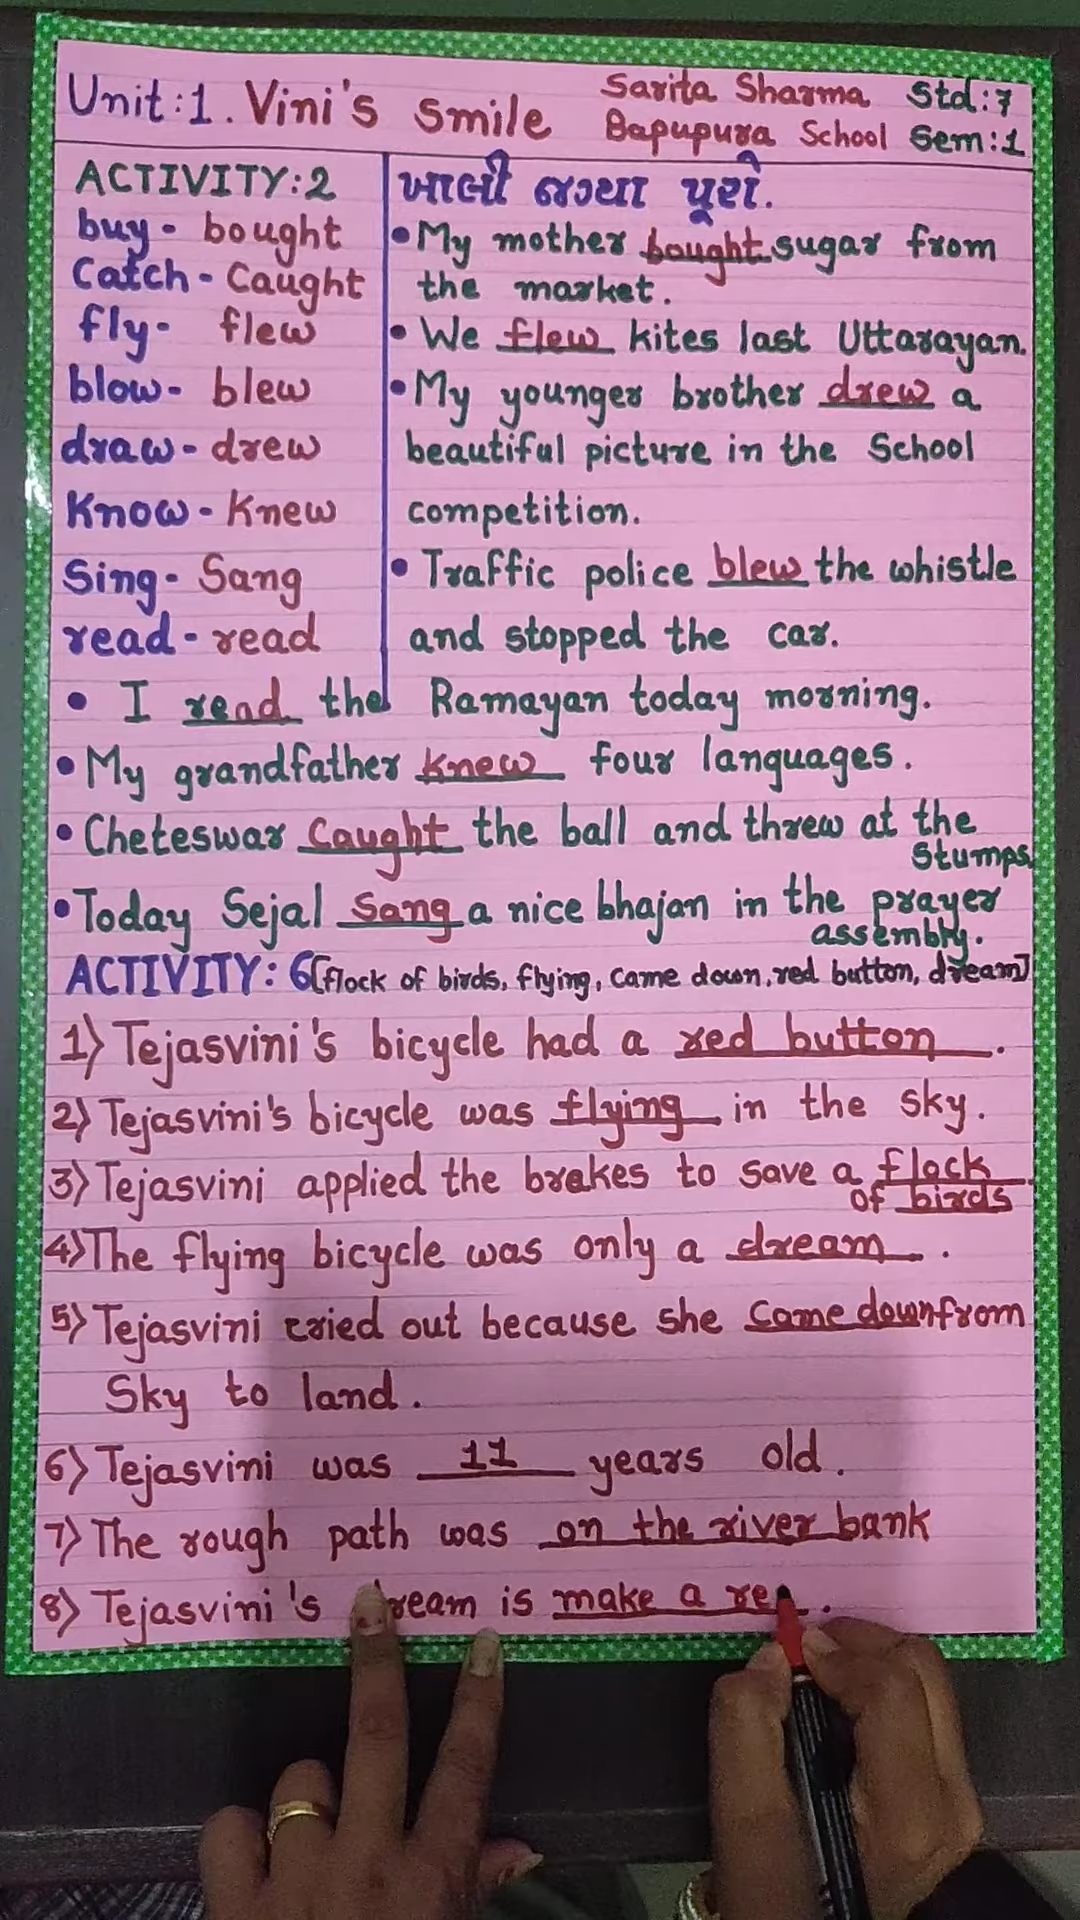 Unit:1. Vini's smile
Sarita Sharma Std:7
Bapupura School Sem:1
ACTIVITY:2
buy- bought
Catch- Caught
fly- flew
blow- blew
draw- drew
Know- Knew
Sing- Sang
read- read
ખાલી જગ્યા પૂરો.
• My mother bought sugar from
the market.
• We flew kites last Uttarayan.
• My younger brother drew a
beautiful picture in the School
competition.
• Traffic police blew the whistle
and stopped the car.
• I read the Ramayan today morning.
• My grandfather knew four languages.
• Cheteswar Caught the ball and threw at the
Stumps.
• Today Sejal Sang a nice bhajan in the prayer
assembly.
ACTIVITY: 6 [flock of birds, flying, came down, red button, dream]
1) Tejasvini's bicycle had a red button.
2) Tejasvini's bicycle was flying in the sky.
3) Tejasvini applied the brakes to save a flock
of birds
4) The flying bicycle was only a dream.
5) Tejasvini cried out because she came down from
Sky to land.
6) Tejasvini was 11 years old.
7) The rough path was on the river bank
8) Tejasvini's dream is make a re .